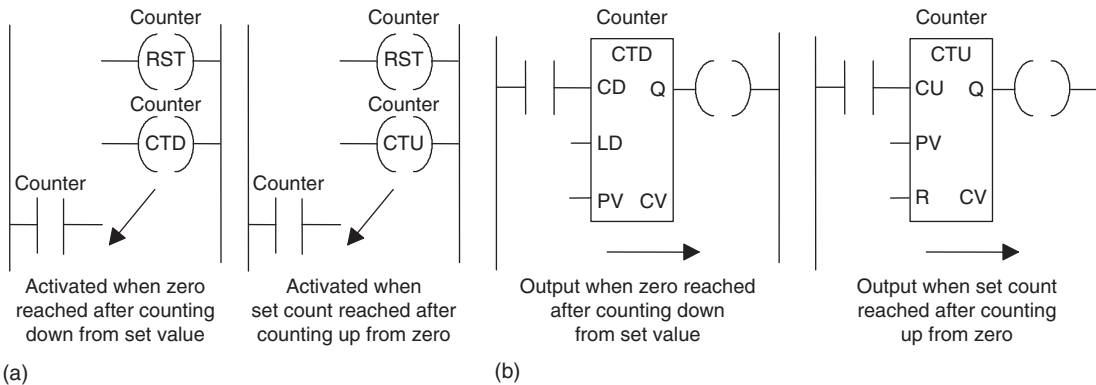 Counter
RST
Counter
CTD
Counter
Activated when zero
reached after counting
down from set value
Counter
RST
Counter
CTU
Counter
Activated when
set count reached after
counting up from zero
(a)
Counter
CTD
CD Q
LD
PV CV
Output when zero reached
after counting down
from set value
Counter
CTU
CU Q
PV
R CV
Output when set count
reached after counting
up from zero
(b)